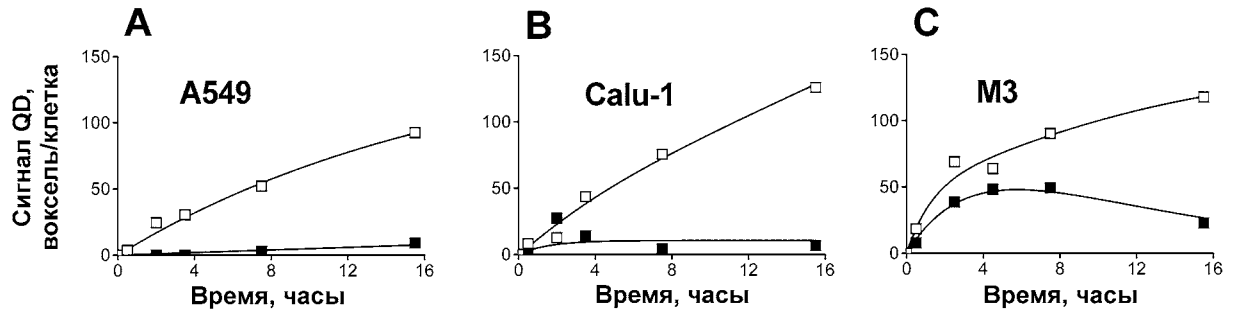 A
B
C
Сигнал QD,
воксель/клетка
150
100
50
0
A549
0 4 8 12 16
Время, часы
150
100
50
0
Calu-1
0 4 8 12 16
Время, часы
150
100
50
0
M3
0 4 8 12 16
Время, часы